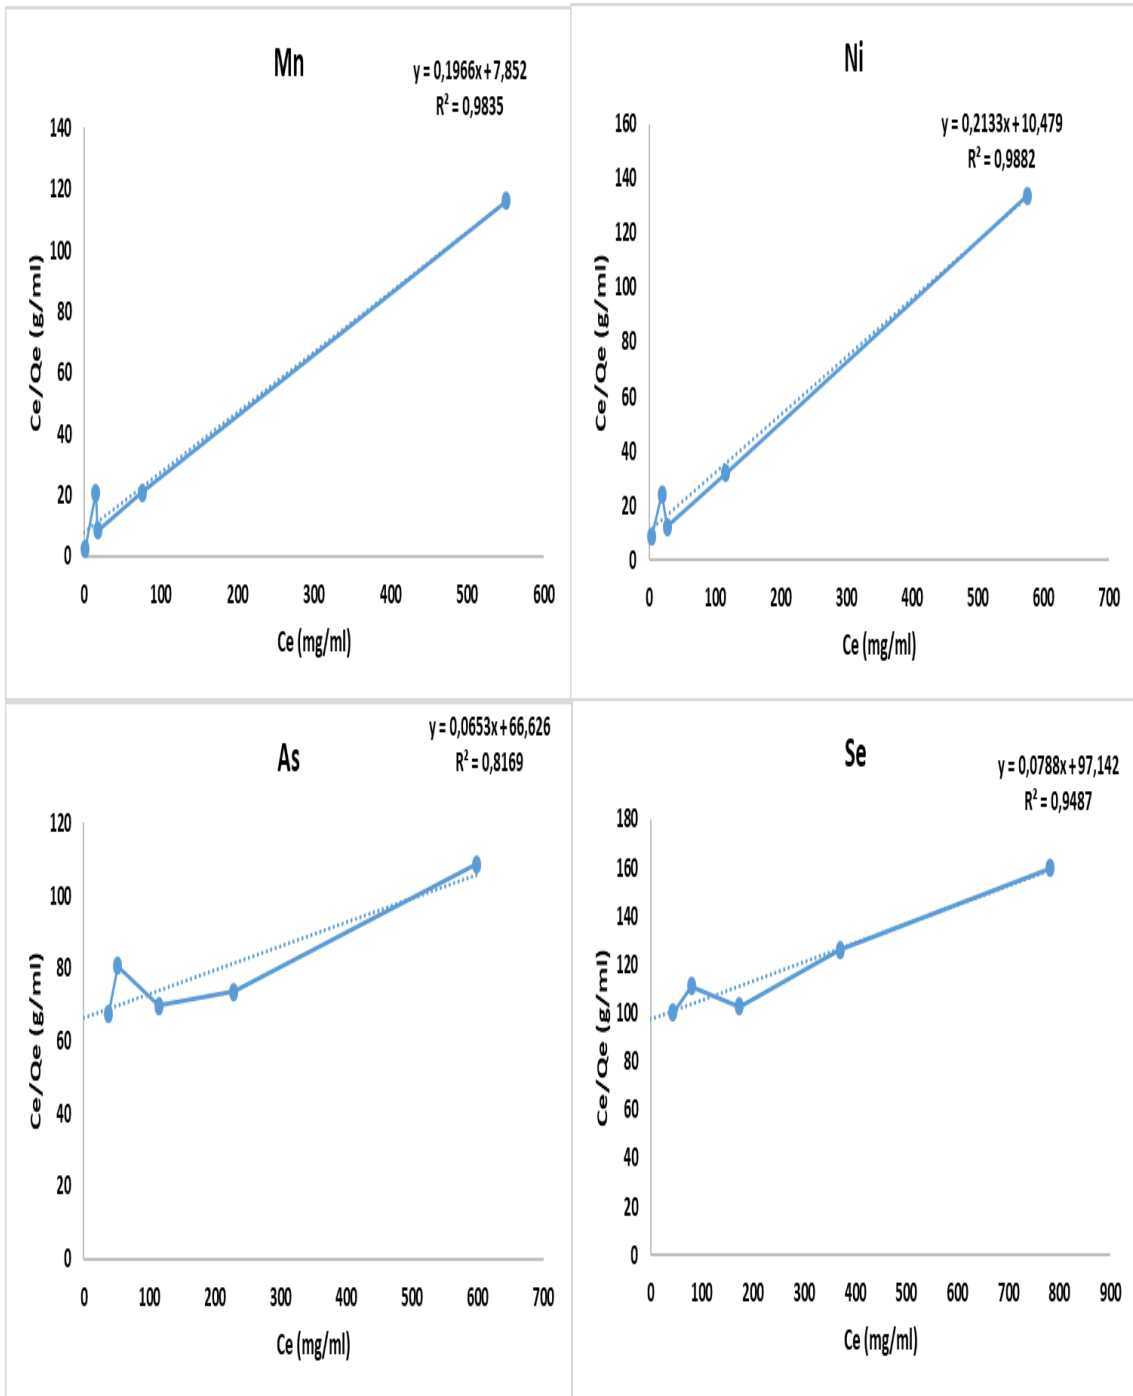 Mn
y = 0,1966x + 7,852
R² = 0,9835
140
120
100
80
60
40
20
0
Ce/Qe (g/ml)
0 100 200 300 400 500 600
Ce (mg/ml)
Ni
y = 0,2133x + 10,479
R² = 0,9882
160
140
120
100
80
60
40
20
0
Ce/Qe (g/ml)
0 100 200 300 400 500 600 700
Ce (mg/ml)
As
y = 0,0653x + 66,626
R² = 0,8169
120
100
80
60
40
20
0
Ce/Qe (g/ml)
0 100 200 300 400 500 600 700
Ce (mg/ml)
Se
y = 0,0788x + 97,142
R² = 0,9487
180
160
140
120
100
80
60
40
20
0
Ce/Qe (g/ml)
0 100 200 300 400 500 600 700 800 900
Ce (mg/ml)